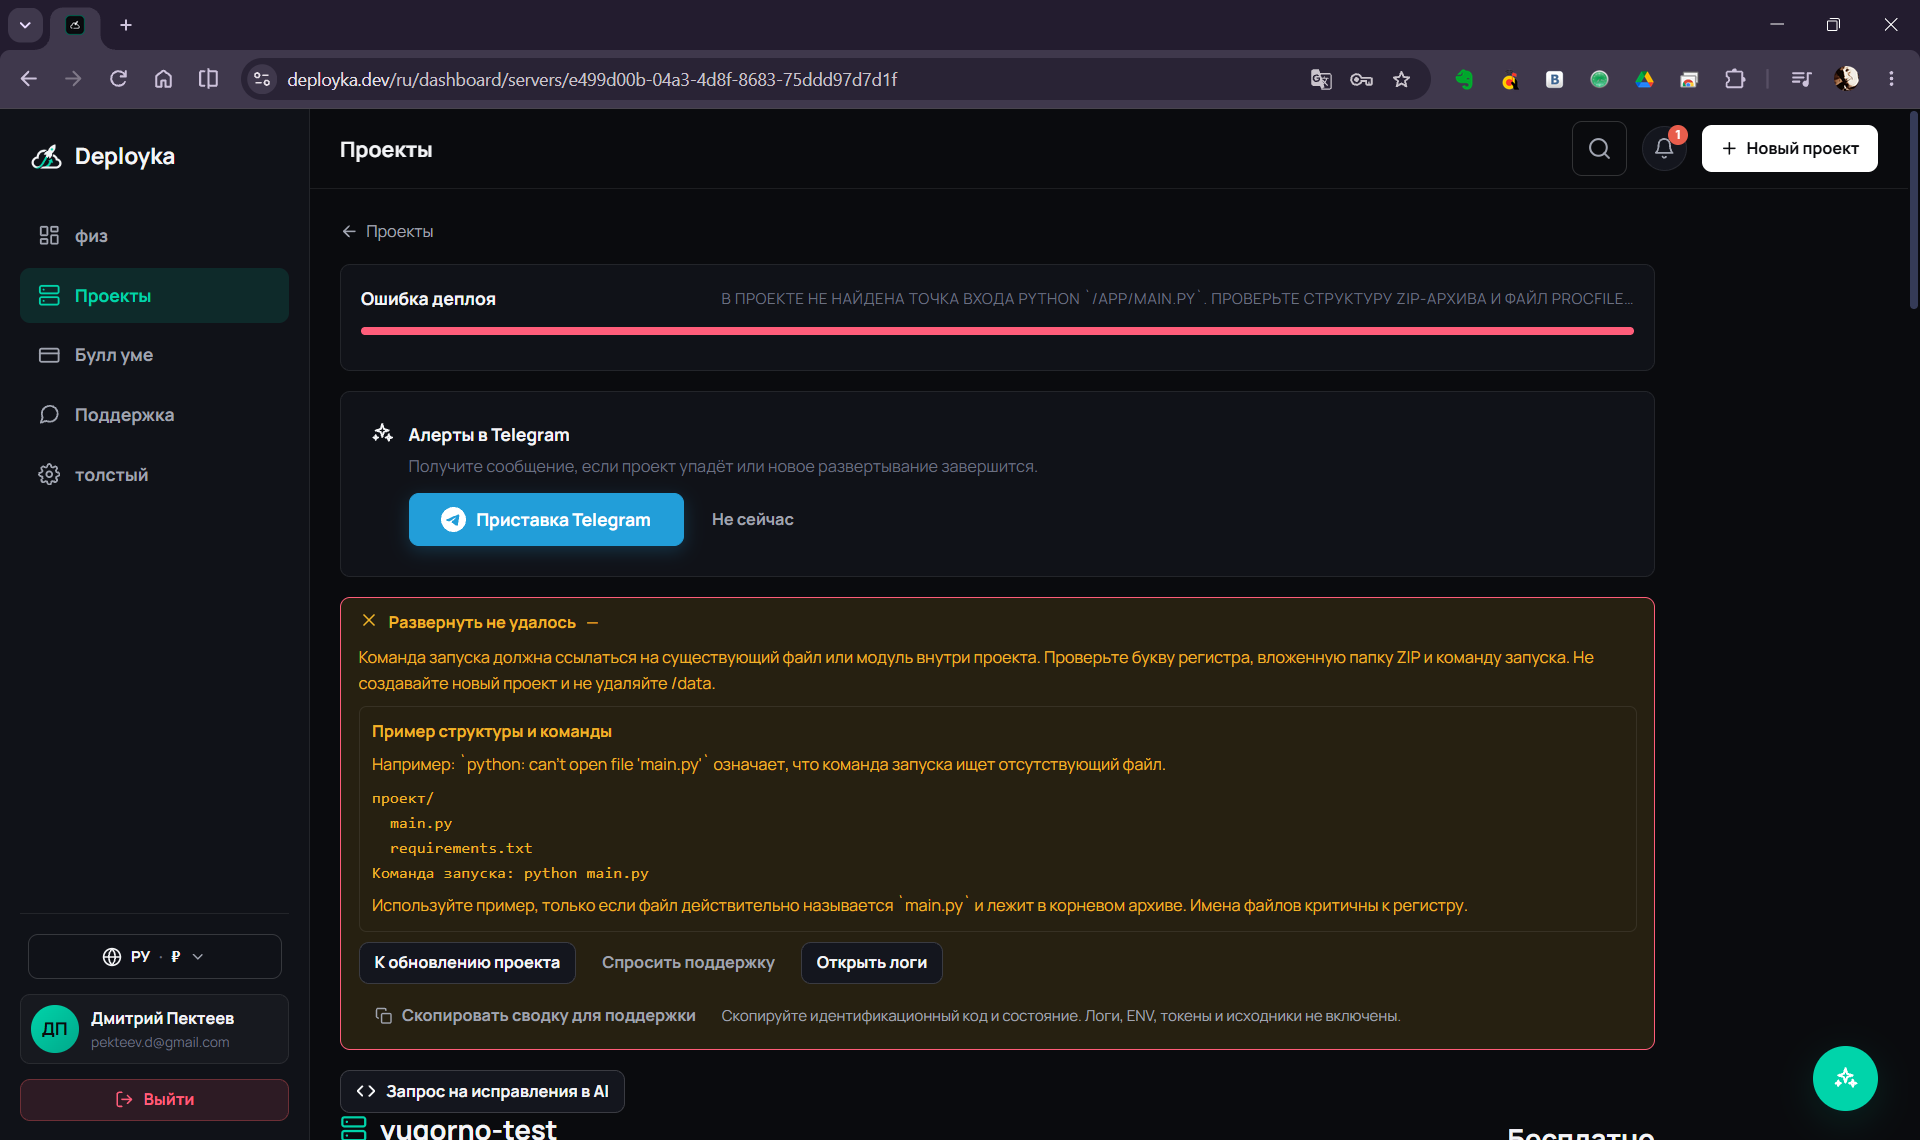 deployka.dev/ru/dashboard/servers/e499d00b-04a3-4d8f-8683-75ddd97d7d1f
Deployka
Проекты
1
Новый проект
физ
Проекты
Булл уме
Поддержка
толстый
Проекты
Ошибка деплоя
В ПРОЕКТЕ НЕ НАЙДЕНА ТОЧКА ВХОДА PYTHON `/APP/MAIN.PY`. ПРОВЕРЬТЕ СТРУКТУРУ ZIP-АРХИВА И ФАЙЛ PROCFILE...
Алерты в Telegram
Получите сообщение, если проект упадёт или новое развертывание завершится.
Приставка Telegram
Не сейчас
Развернуть не удалось —
Команда запуска должна ссылаться на существующий файл или модуль внутри проекта. Проверьте букву регистра, вложенную папку ZIP и команду запуска. Не
создавайте новый проект и не удаляйте /data.
Пример структуры и команды
Например: `python: can't open file 'main.py'` означает, что команда запуска ищет отсутствующий файл.
проект/
main.py
requirements.txt
Команда запуска: python main.py
Используйте пример, только если файл действительно называется `main.py` и лежит в корневом архиве. Имена файлов критичны к регистру.
К обновлению проекта
Спросить поддержку
Открыть логи
Скопировать сводку для поддержки
Скопируйте идентификационный код и состояние. Логи, ENV, токены и исходники не включены.
Запрос на исправления в AI
yugorno-test
Бесплатно
РУ · ₽
ДП
Дмитрий Пектеев
pekteev.d@gmail.com
Выйти